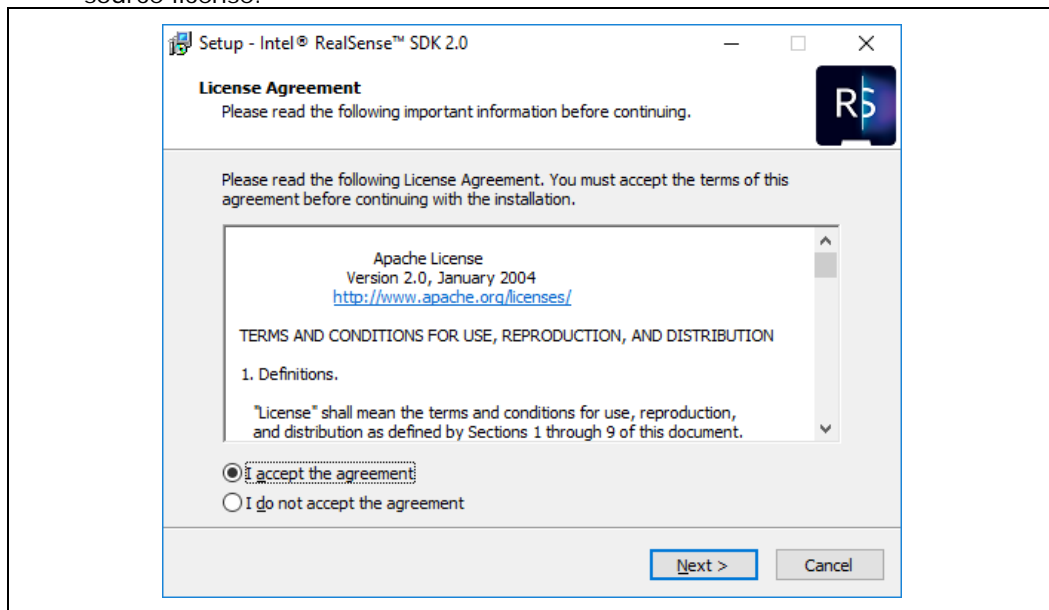 source license.
Setup - Intel® RealSense™ SDK 2.0
License Agreement
Please read the following important information before continuing.
RS
Please read the following License Agreement. You must accept the terms of this
agreement before continuing with the installation.
Apache License
Version 2.0, January 2004
http://www.apache.org/licenses/
TERMS AND CONDITIONS FOR USE, REPRODUCTION, AND DISTRIBUTION
1. Definitions.
"License" shall mean the terms and conditions for use, reproduction,
and distribution as defined by Sections 1 through 9 of this document.
I accept the agreement
I do not accept the agreement
Next >
Cancel